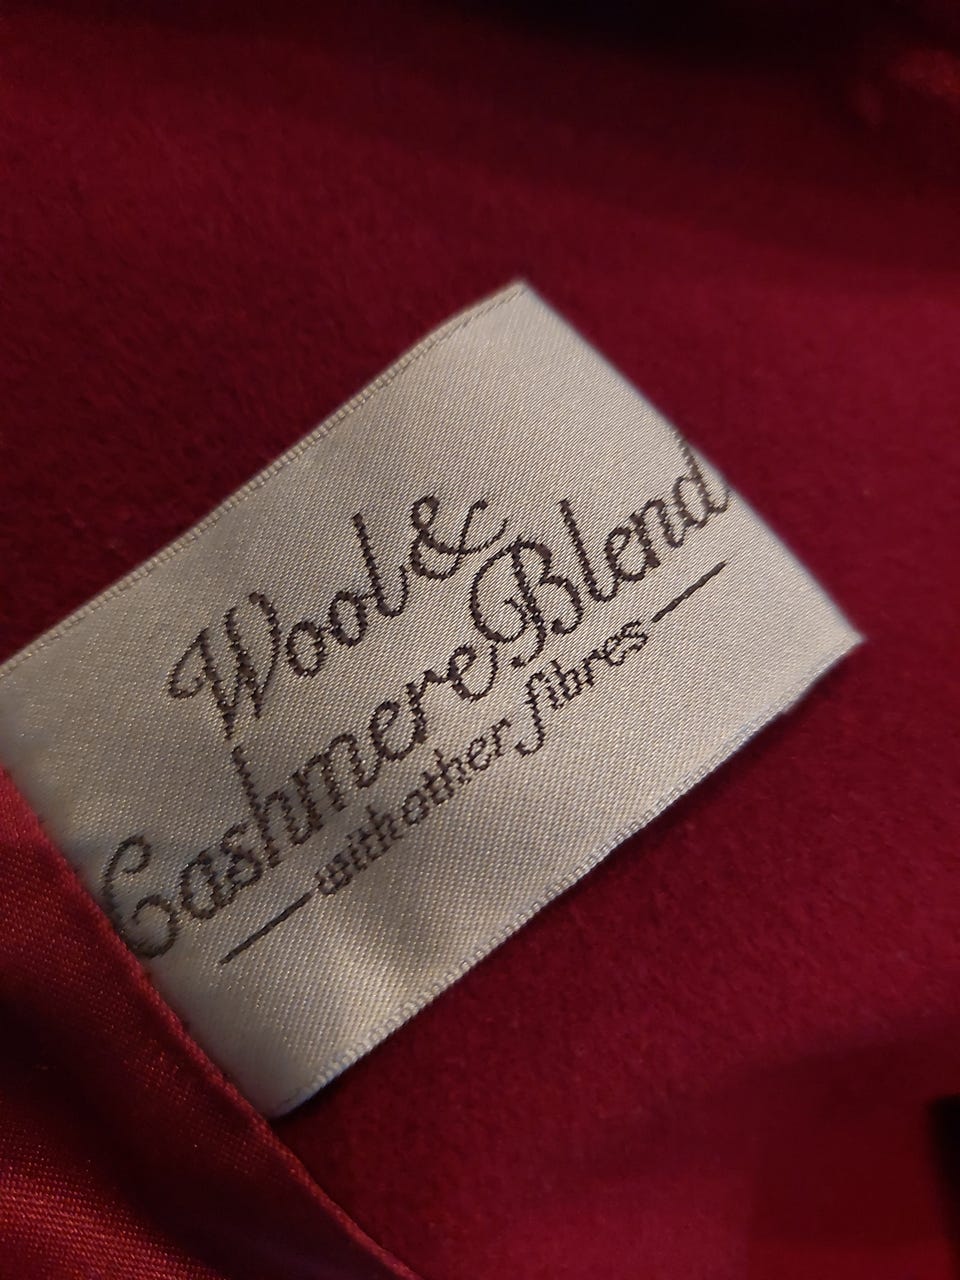 Wool &
Cashmere Blend
with other fibres